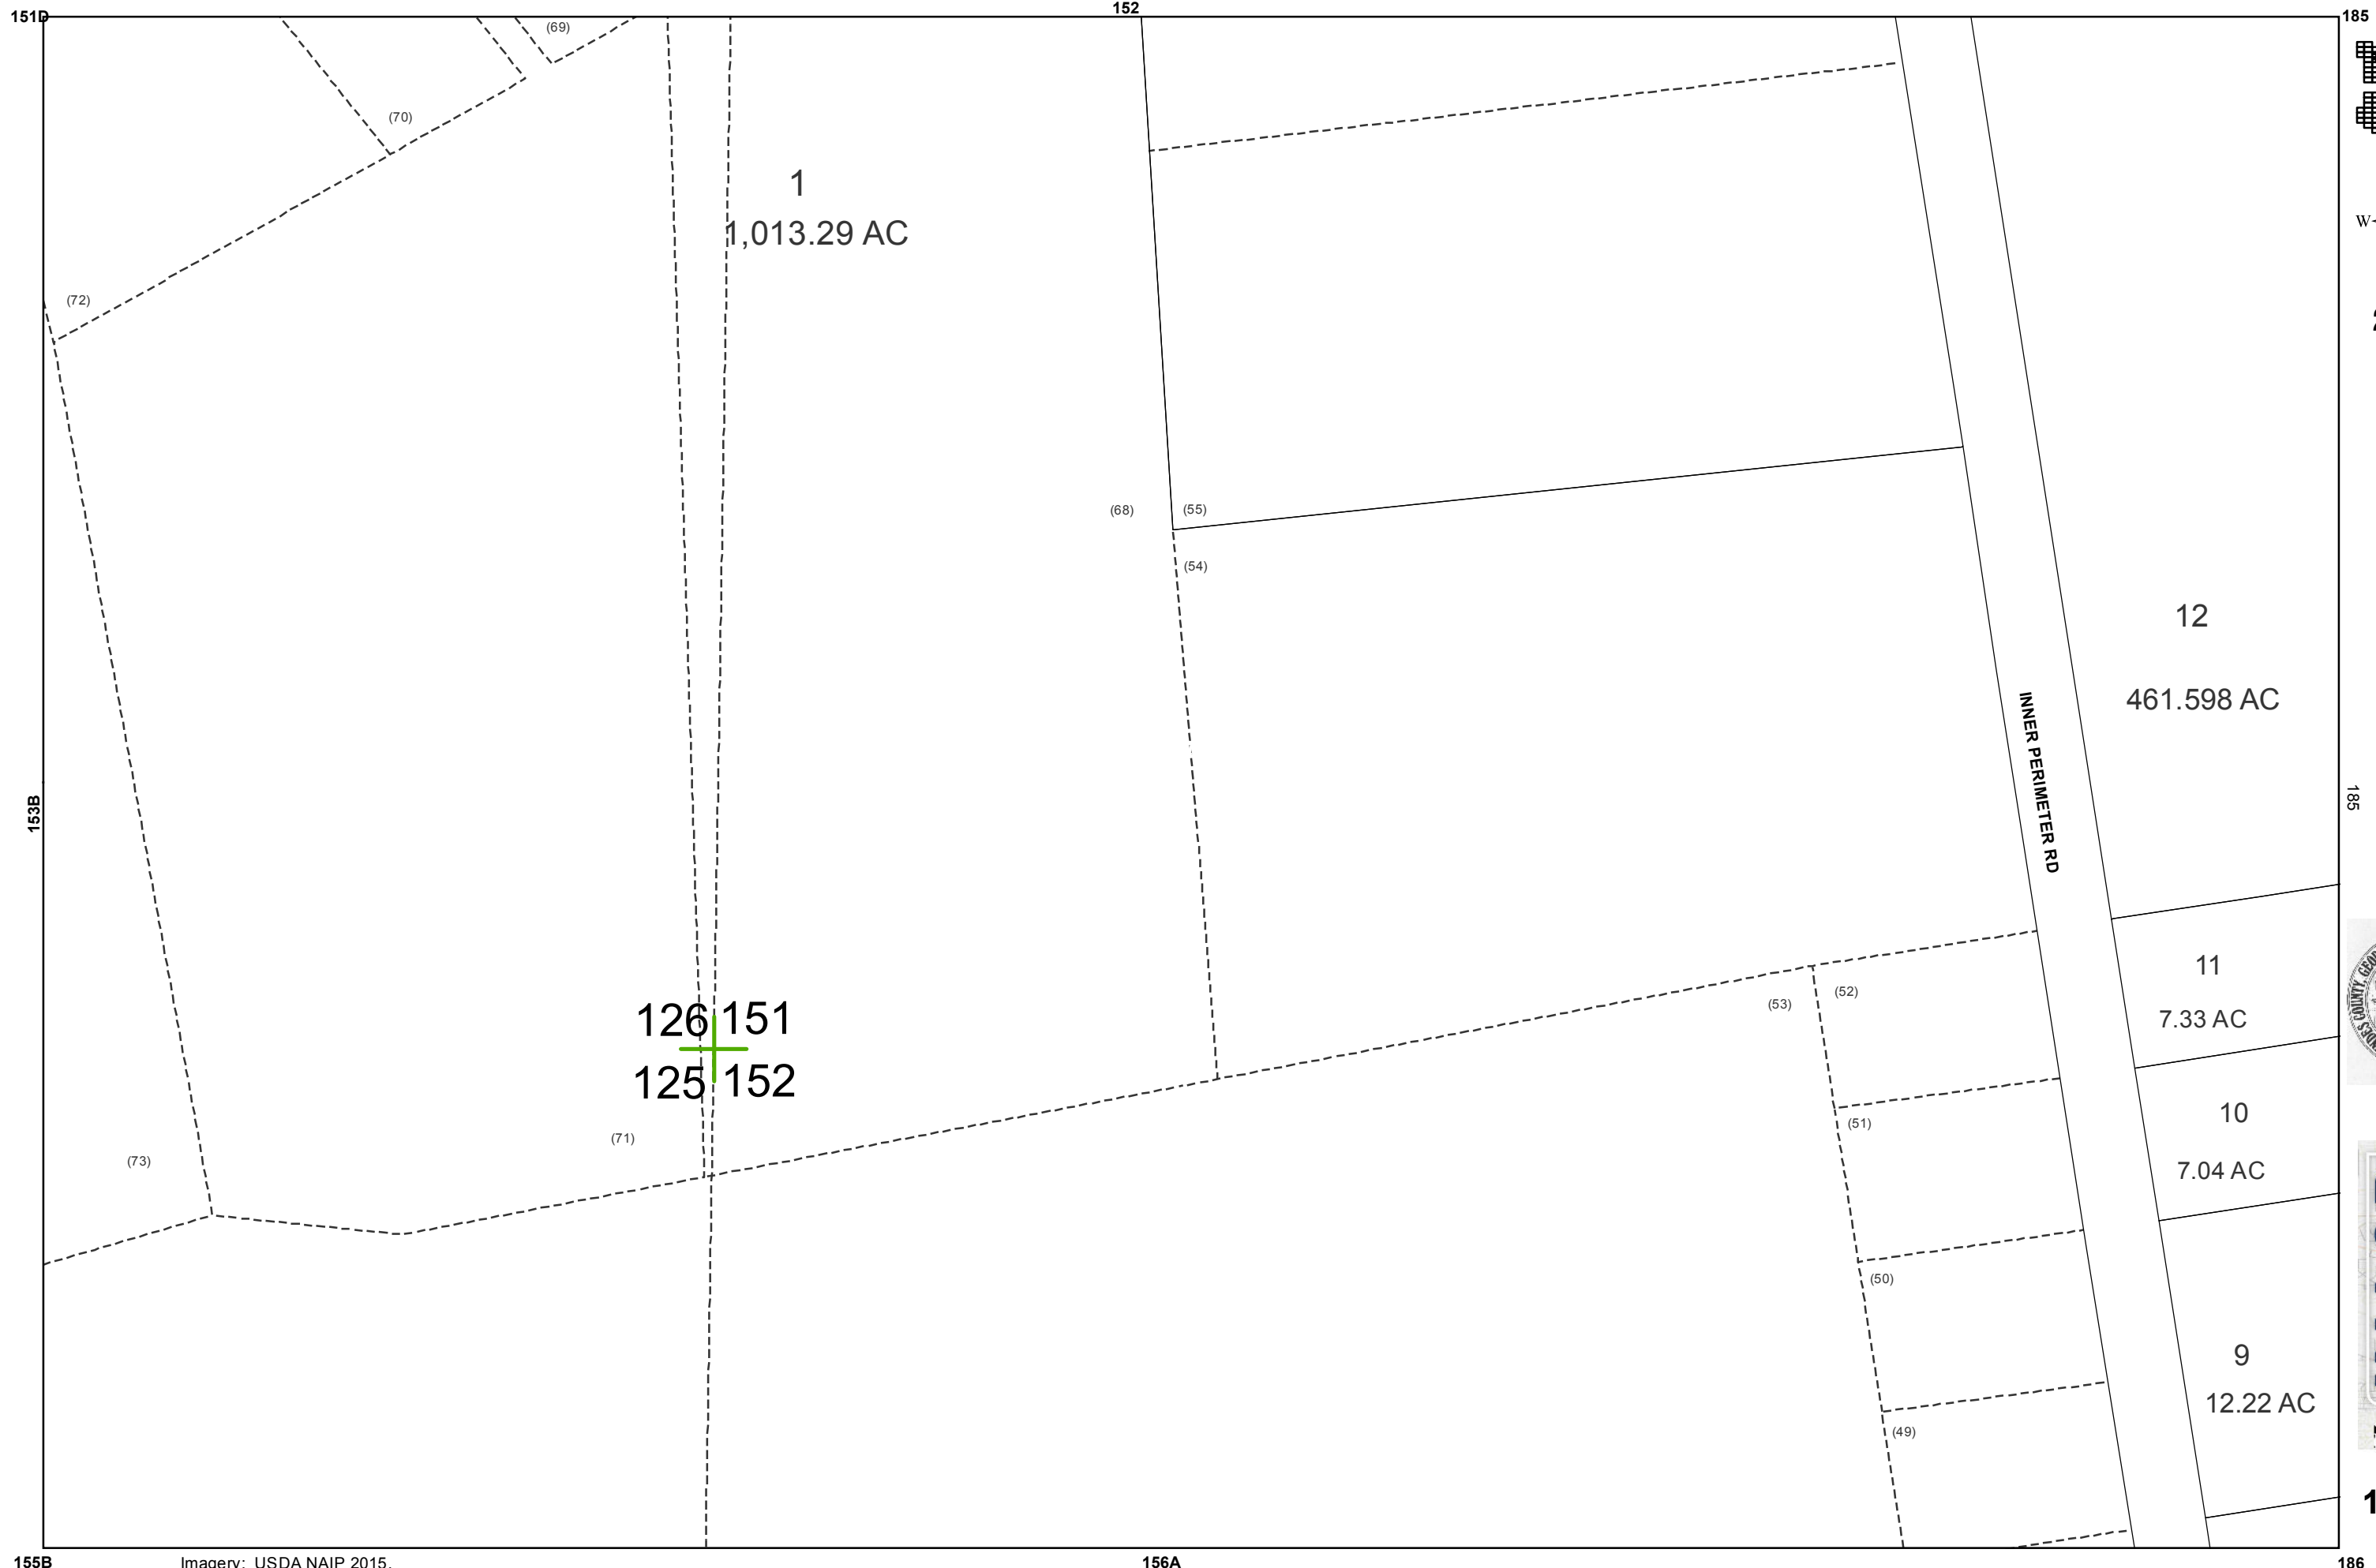 151D
152
185
(69)
(70)
1
1,013.29 AC
W
(72)
(68)
(55)
(54)
12
461.598 AC
INNER PERIMETER RD
153B
185
11
7.33 AC
(52)
(53)
126 151
125 152
10
7.04 AC
(51)
(71)
(73)
(50)
9
12.22 AC
(49)
155B
Imagery: USDA NAIP 2015.
156A
186